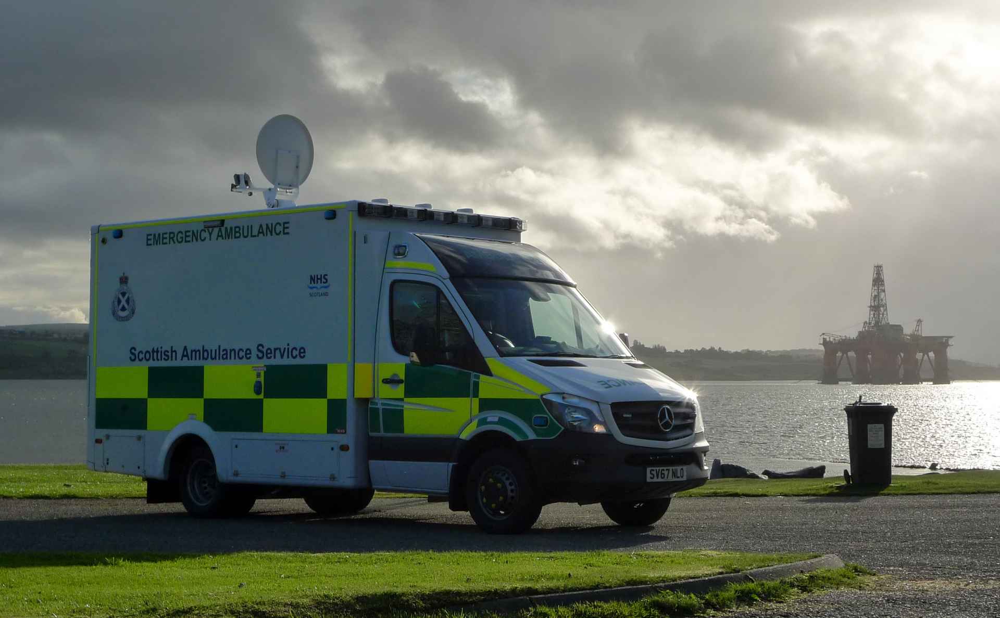 EMERGENCY AMBULANCE
NHS
SCOTLAND
Scottish Ambulance Service
SV67 NLO